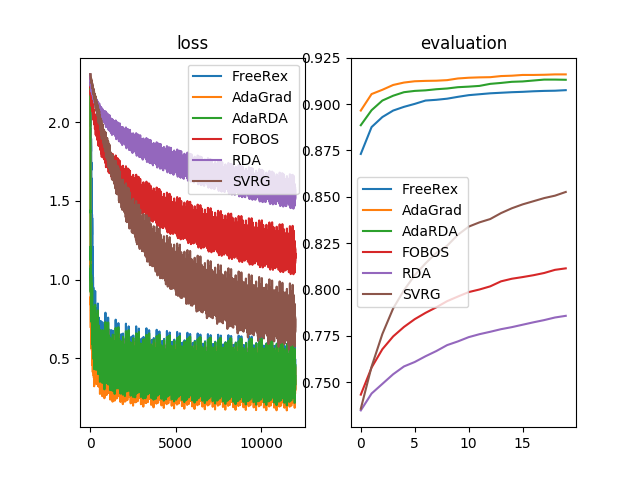 loss
2.0
1.5
1.0
0.5
0
5000
10000
FreeRex
AdaGrad
AdaRDA
FOBOS
RDA
SVRG
evaluation
0.925
0.900
0.875
0.850
0.825
0.800
0.775
0.750
0
5
10
15
FreeRex
AdaGrad
AdaRDA
FOBOS
RDA
SVRG